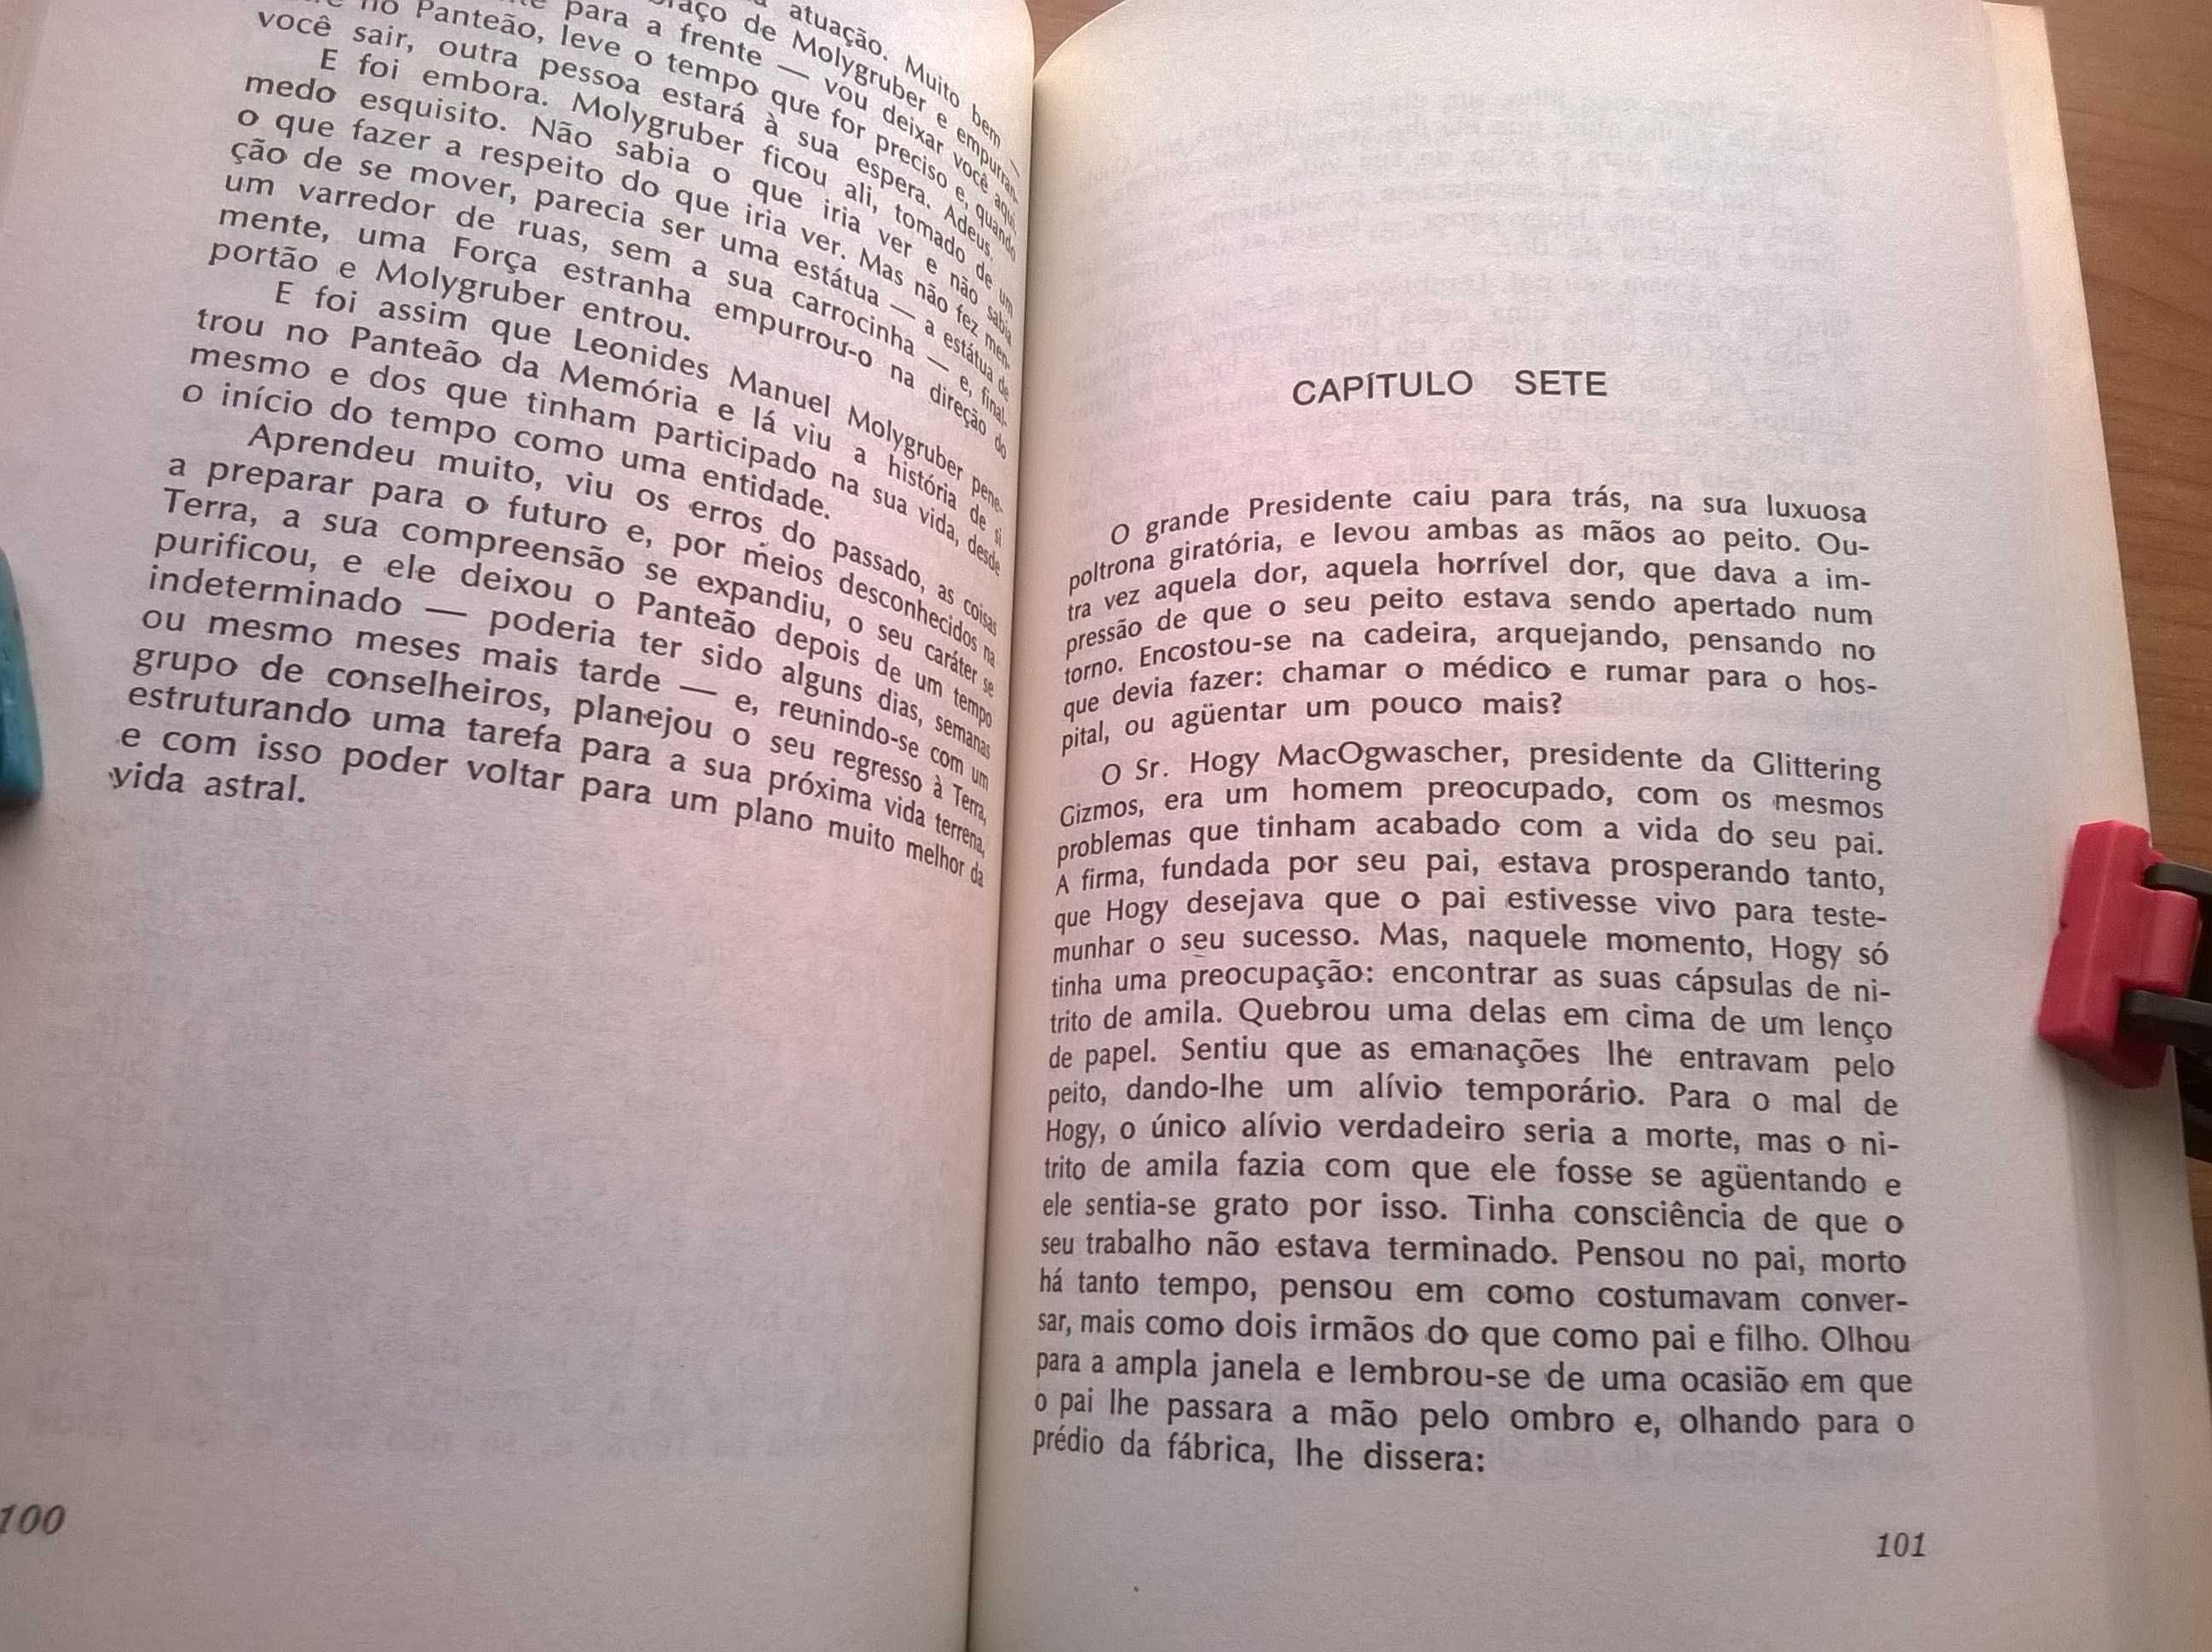 atuação. Muito bem —
de Molygruber e empurran-
para a frente — vou deixar você aqui.
no Panteão, leve o tempo que for preciso e, quando
você sair, outra pessoa estará à sua espera. Adeus.
E foi embora. Molygruber ficou ali, tomado de um
medo esquisito. Não sabia o que iria ver e não sabia
o que fazer a respeito do que iria ver. Mas não fez men-
ção de se mover, parecia ser uma estátua — a estátua de
um varredor de ruas, sem a sua carrocinha — e, final-
mente, uma Força estranha empurrou-o na direção do
portão e Molygruber entrou.
E foi assim que Leonides Manuel Molygruber pene-
trou no Panteão da Memória e lá viu a história de si
mesmo e dos que tinham participado na sua vida, desde
o início do tempo como uma entidade.
Aprendeu muito, viu os erros do passado, as coisas
a preparar para o futuro e, por meios desconhecidos na
Terra, a sua compreensão se expandiu, o seu caráter se
purificou, e ele deixou o Panteão depois de um tempo
indeterminado — poderia ter sido alguns dias, semanas
ou mesmo meses mais tarde — e, reunindo-se com um
grupo de conselheiros, planejou o seu regresso à Terra,
estruturando uma tarefa para a sua próxima vida terrena,
e com isso poder voltar para um plano muito melhor da
vida astral.
100
CAPÍTULO SETE
O grande Presidente caiu para trás, na sua luxuosa
poltrona giratória, e levou ambas as mãos ao peito. Ou-
tra vez aquela dor, aquela horrível dor, que dava a im-
pressão de que o seu peito estava sendo apertado num
torno. Encostou-se na cadeira, arquejando, pensando no
que devia fazer: chamar o médico e rumar para o hos-
pital, ou agüentar um pouco mais?
O Sr. Hogy MacOgwascher, presidente da Glittering
Gizmos, era um homem preocupado, com os mesmos
problemas que tinham acabado com a vida do seu pai.
A firma, fundada por seu pai, estava prosperando tanto,
que Hogy desejava que o pai estivesse vivo para teste-
munhar o seu sucesso. Mas, naquele momento, Hogy só
tinha uma preocupação: encontrar as suas cápsulas de ni-
trito de amila. Quebrou uma delas em cima de um lenço
de papel. Sentiu que as emanações lhe entravam pelo
peito, dando-lhe um alívio temporário. Para o mal de
Hogy, o único alívio verdadeiro seria a morte, mas o ni-
trito de amila fazia com que ele fosse se agüentando e
ele sentia-se grato por isso. Tinha consciência de que o
seu trabalho não estava terminado. Pensou no pai, morto
há tanto tempo, pensou em como costumavam conver-
sar, mais como dois irmãos do que como pai e filho. Olhou
para a ampla janela e lembrou-se de uma ocasião em que
o pai lhe passara a mão pelo ombro e, olhando para o
prédio da fábrica, lhe dissera:
101